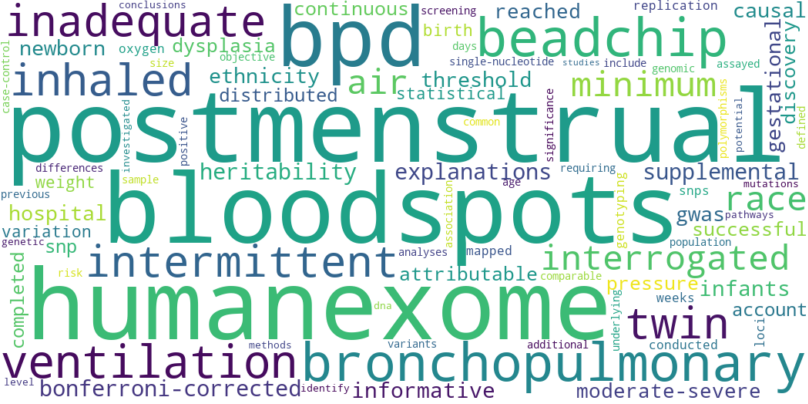 conclusions
inadequate
continuous
screening
replication
causal
bpd
reached
birth
beadchip
newborn
oxygen
dysplasia
objective
days
single-nucleotide
studies
include
genomic
assayed
case-control
size
inhaled
ethnicity
air
threshold
minimum
gestational
discovery
distributed
statistical
postmenstrual
investigated
positive
common
significance
polymorphisms
potential
defined
differences
heritability
explanations
requiring
supplemental
mutations
previous
weight
sample
bloodspots
age
association
genotyping
snps
race
hospital
gwas
pathways
variation
successful
genetic
snp
intermittent
analyses
mapped
population
interrogated
completed
risk
attributable
comparable
pressure
infants
humanexome
dna
underlying
weeks
account
twin
loci
conducted
ventilation
methods
variants
additional
bronchopulmonary
level
bonferroni-corrected
identify
informative
moderate-severe